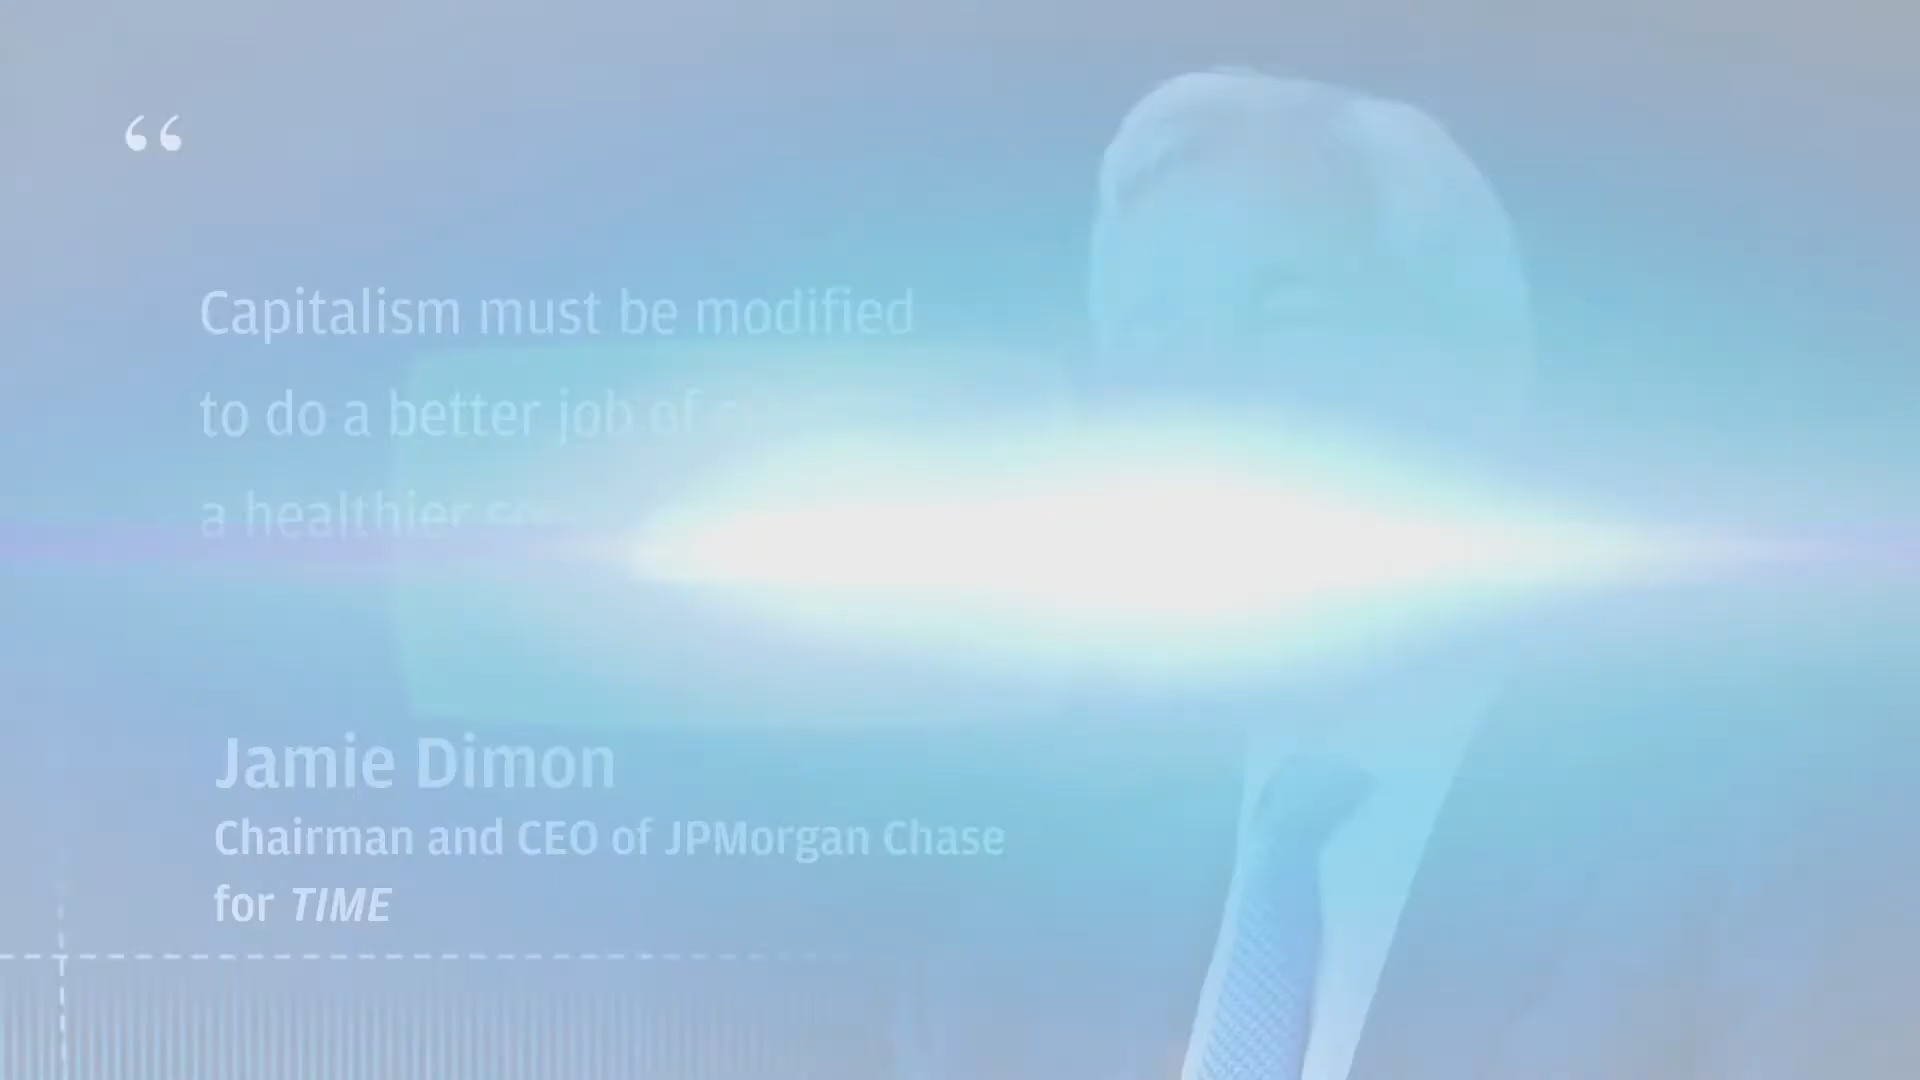 “
Capitalism must be modified
to do a better job of
a healthier
Jamie Dimon
Chairman and CEO of JPMorgan Chase
for TIME